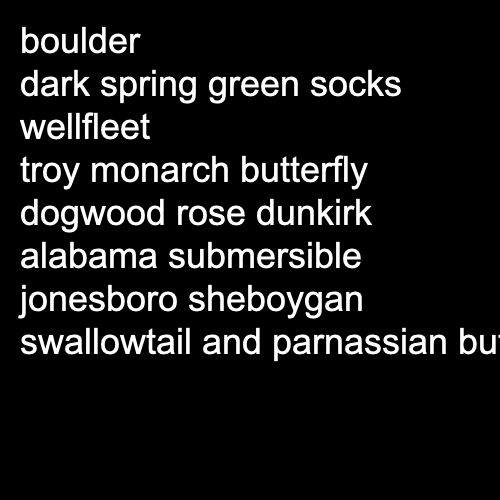 boulder
dark spring green socks
wellfleet
troy monarch butterfly
dogwood rose dunkirk
alabama submersible
jonesboro sheboygan
swallowtail and parnassian